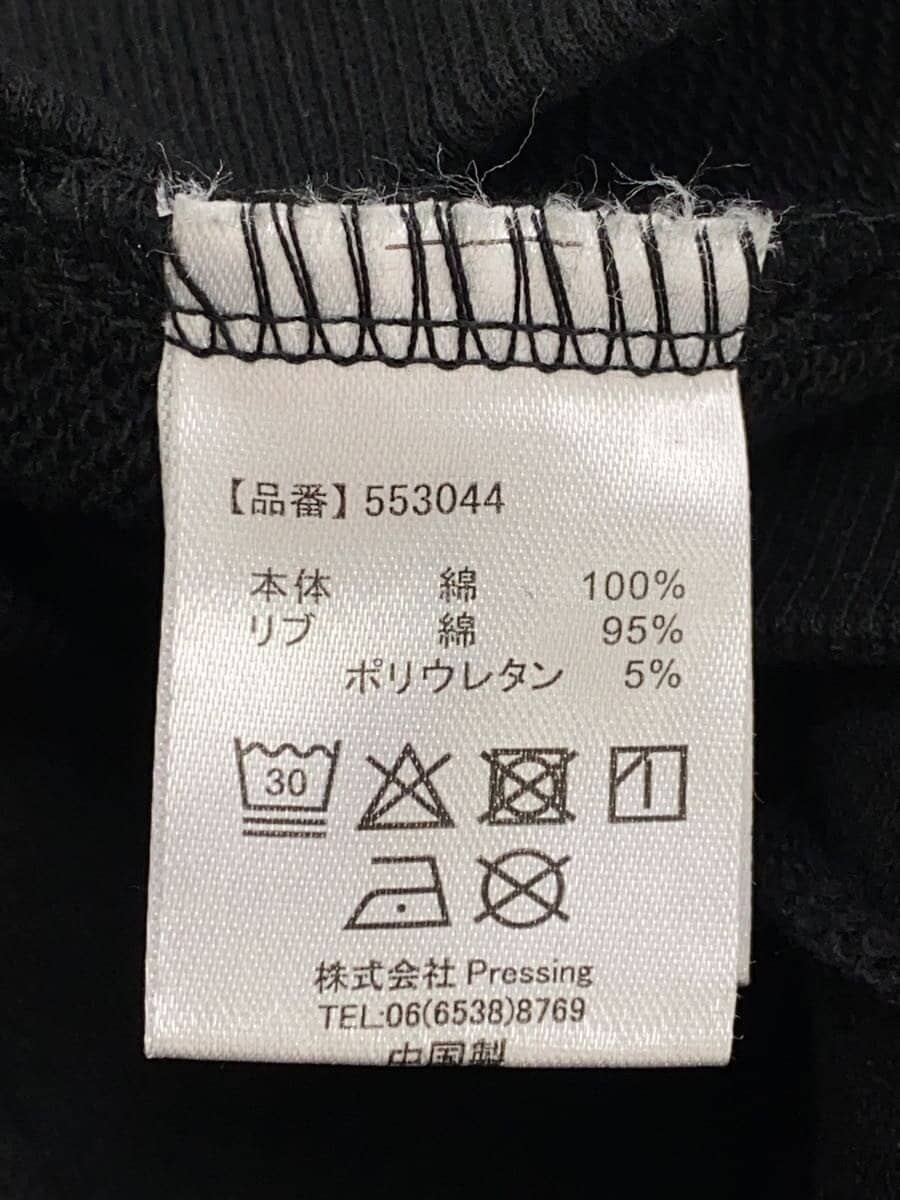 【品番】553044
本体 綿 100%
リブ 綿 95%
ポリウレタン 5%
30
株式会社 Pressing
TEL:06(6538)8769
中国製